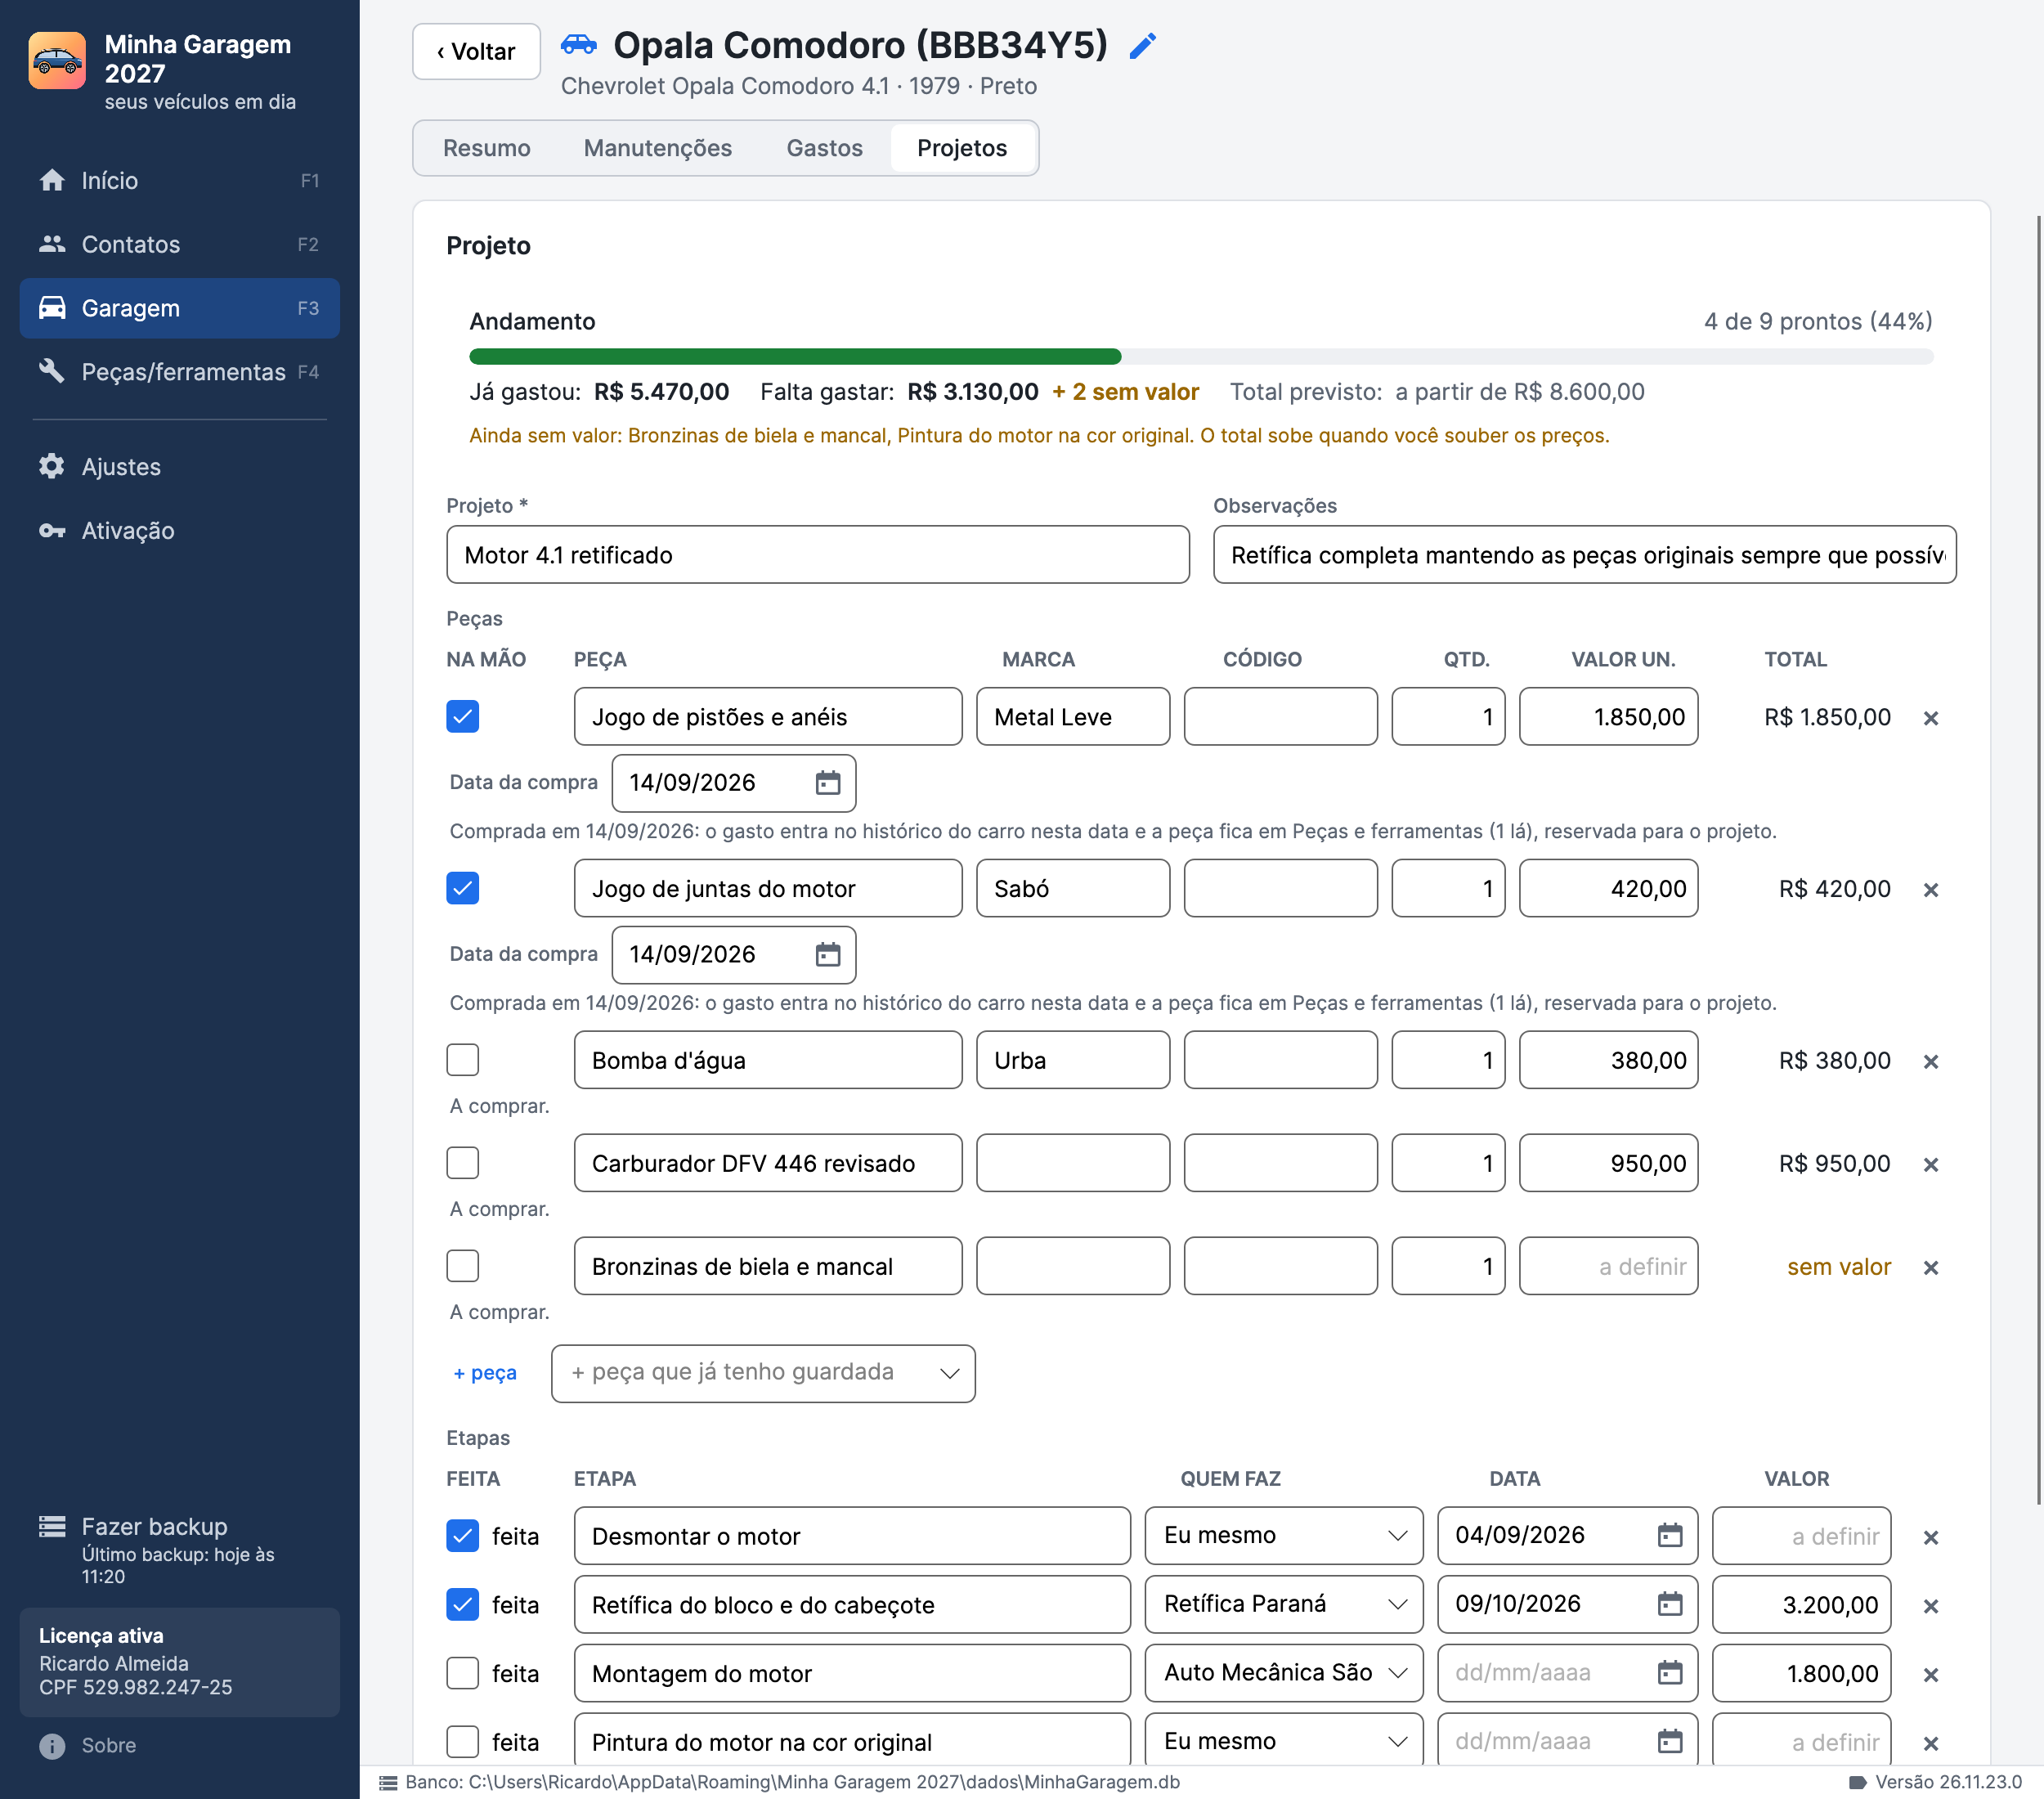 Minha Garagem
2027
seus veículos em dia
Início F1
Contatos F2
Garagem F3
Peças/ferramentas F4
Ajustes
Ativação
Fazer backup
Último backup: hoje às
11:20
Licença ativa
Ricardo Almeida
CPF 529.982.247-25
Sobre
‹ Voltar
Opala Comodoro (BBB34Y5)
Chevrolet Opala Comodoro 4.1 · 1979 · Preto
Resumo Manutenções Gastos Projetos
Projeto
Andamento 4 de 9 prontos (44%)
Já gastou: R$ 5.470,00 Falta gastar: R$ 3.130,00 + 2 sem valor Total previsto: a partir de R$ 8.600,00
Ainda sem valor: Bronzinas de biela e mancal, Pintura do motor na cor original. O total sobe quando você souber os preços.
Projeto * Observações
Motor 4.1 retificado Retífica completa mantendo as peças originais sempre que possív
Peças
NA MÃO PEÇA MARCA CÓDIGO QTD. VALOR UN. TOTAL
Jogo de pistões e anéis Metal Leve 1 1.850,00 R$ 1.850,00 ×
Data da compra 14/09/2026
Comprada em 14/09/2026: o gasto entra no histórico do carro nesta data e a peça fica em Peças e ferramentas (1 lá), reservada para o projeto.
Jogo de juntas do motor Sabó 1 420,00 R$ 420,00 ×
Data da compra 14/09/2026
Comprada em 14/09/2026: o gasto entra no histórico do carro nesta data e a peça fica em Peças e ferramentas (1 lá), reservada para o projeto.
Bomba d'água Urba 1 380,00 R$ 380,00 ×
A comprar.
Carburador DFV 446 revisado 1 950,00 R$ 950,00 ×
A comprar.
Bronzinas de biela e mancal 1 a definir sem valor ×
A comprar.
+ peça + peça que já tenho guardada
Etapas
FEITA ETAPA QUEM FAZ DATA VALOR
feita Desmontar o motor Eu mesmo 04/09/2026 a definir ×
feita Retífica do bloco e do cabeçote Retífica Paraná 09/10/2026 3.200,00 ×
feita Montagem do motor Auto Mecânica São dd/mm/aaaa 1.800,00 ×
feita Pintura do motor na cor original Eu mesmo dd/mm/aaaa a definir ×
Banco: C:\Users\Ricardo\AppData\Roaming\Minha Garagem 2027\dados\MinhaGaragem.db Versão 26.11.23.0